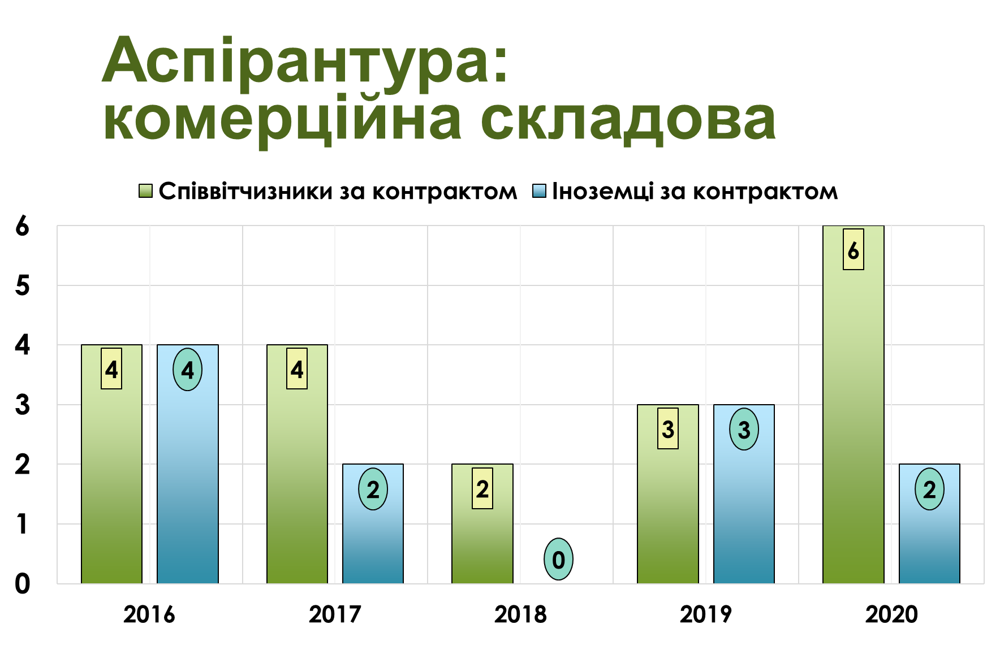 Аспірантура:
комерційна складова
Співвітчизники за контрактом Іноземці за контрактом
6
5
4
3
2
1
0
4 4 4 2 2 0 3 3 6 2
2016 2017 2018 2019 2020